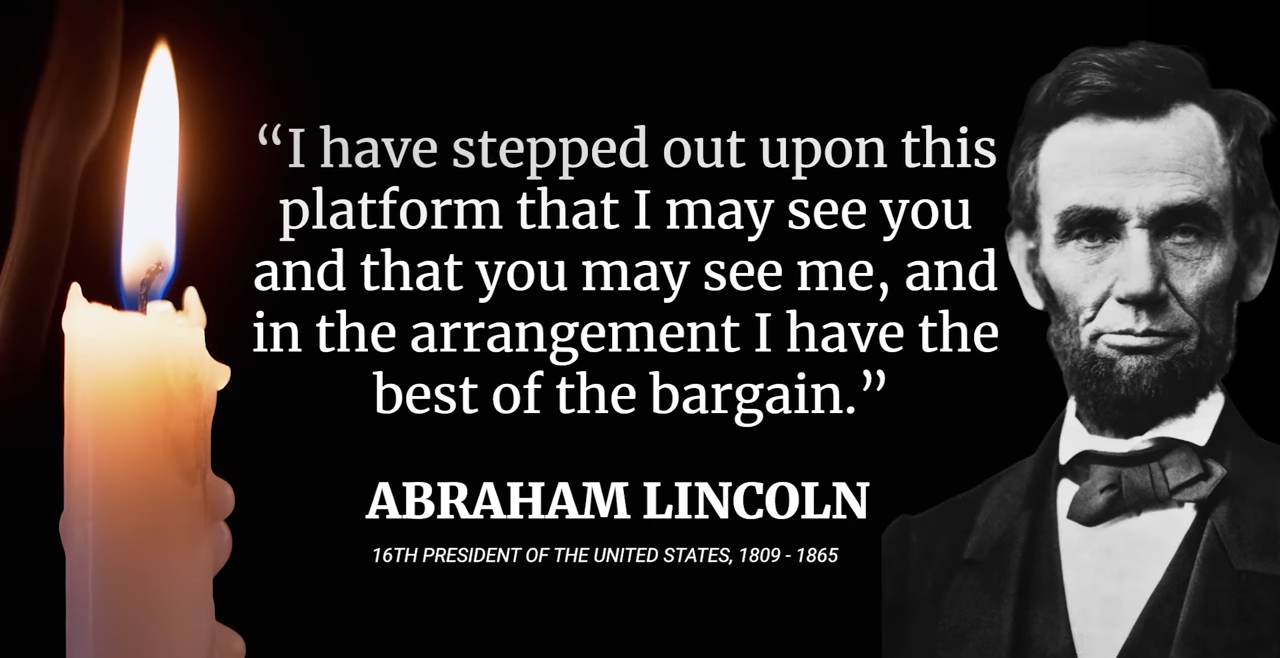 “I have stepped out upon this
platform that I may see you
and that you may see me, and
in the arrangement I have the
best of the bargain.”
ABRAHAM LINCOLN
16TH PRESIDENT OF THE UNITED STATES, 1809 - 1865